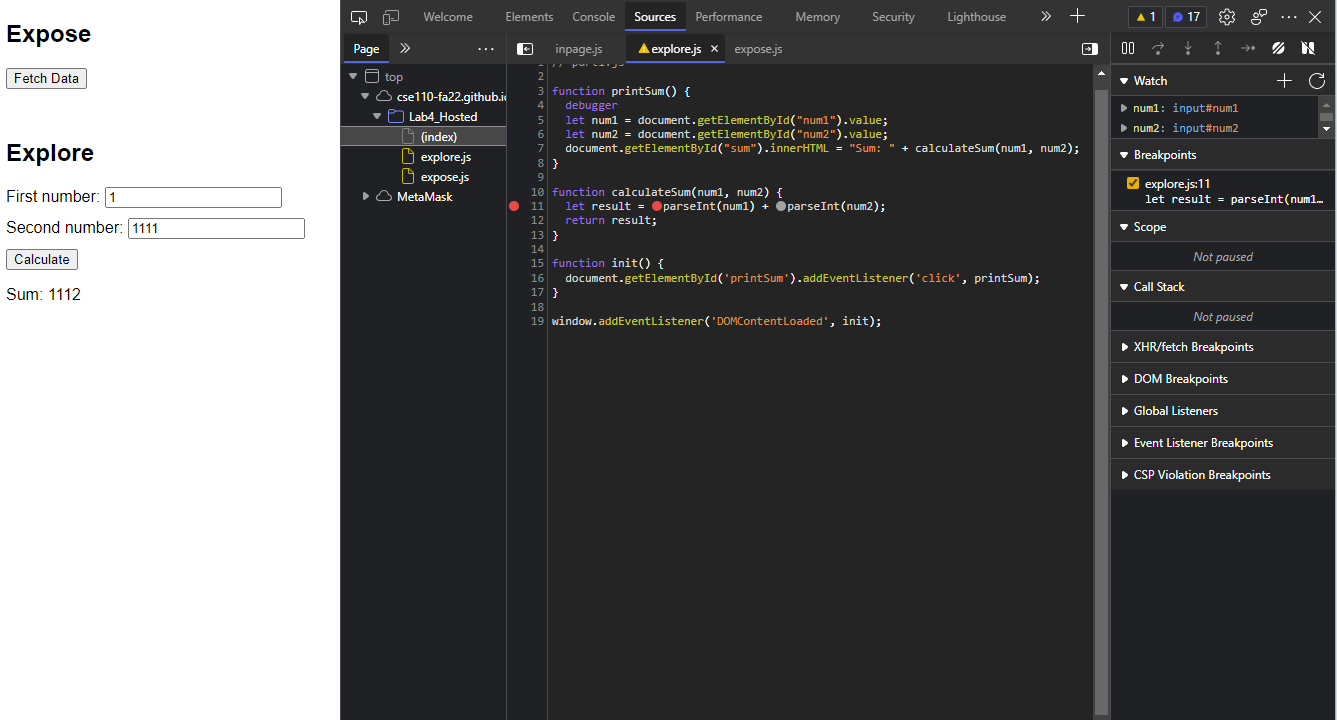 Expose
Fetch Data
Explore
First number: 1
Second number: 1111
Calculate
Sum: 1112
Welcome Elements Console Sources Performance Memory Security Lighthouse 1 17
Page
top
cse110-fa22.github.io
Lab4_Hosted
(index)
explore.js
expose.js
MetaMask
inpage.js explore.js expose.js
1 // part1.js
2
3 function printSum() {
4 debugger
5 let num1 = document.getElementById("num1").value;
6 let num2 = document.getElementById("num2").value;
7 document.getElementById("sum").innerHTML = "Sum: " + calculateSum(num1, num2);
8 }
9
10 function calculateSum(num1, num2) {
11 let result = parseInt(num1) + parseInt(num2);
12 return result;
13 }
14
15 function init() {
16 document.getElementById('printSum').addEventListener('click', printSum);
17 }
18
19 window.addEventListener('DOMContentLoaded', init);
Watch
num1: input#num1
num2: input#num2
Breakpoints
explore.js:11
let result = parseInt(num1…
Scope
Not paused
Call Stack
Not paused
XHR/fetch Breakpoints
DOM Breakpoints
Global Listeners
Event Listener Breakpoints
CSP Violation Breakpoints